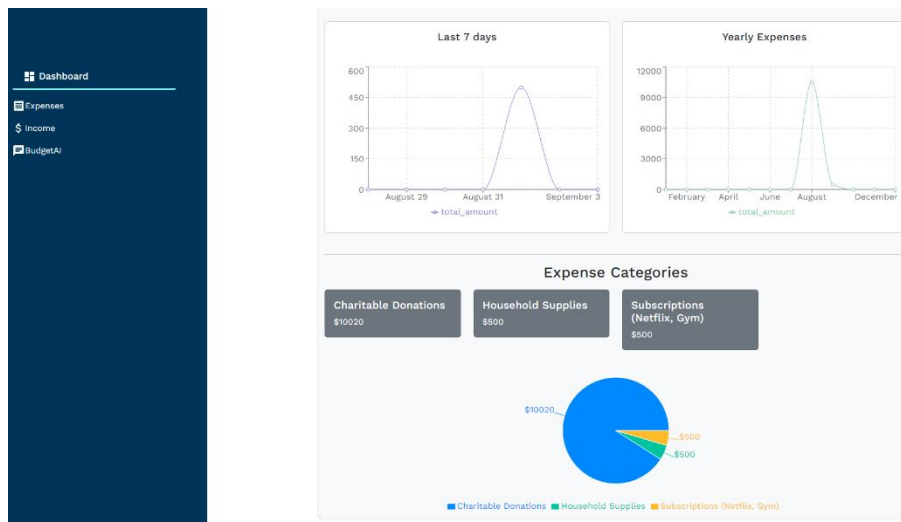 Dashboard
Expenses
Income
BudgetAI
Last 7 days
600
450
300
150
0
August 29 August 31 September 3
total_amount
Yearly Expenses
12000
9000
6000
3000
0
February April June August December
total_amount
Expense Categories
Charitable Donations
$10020
Household Supplies
$500
Subscriptions
(Netflix, Gym)
$500
$10020
$500
$500
Charitable Donations Household Supplies Subscriptions (Netflix, Gym)